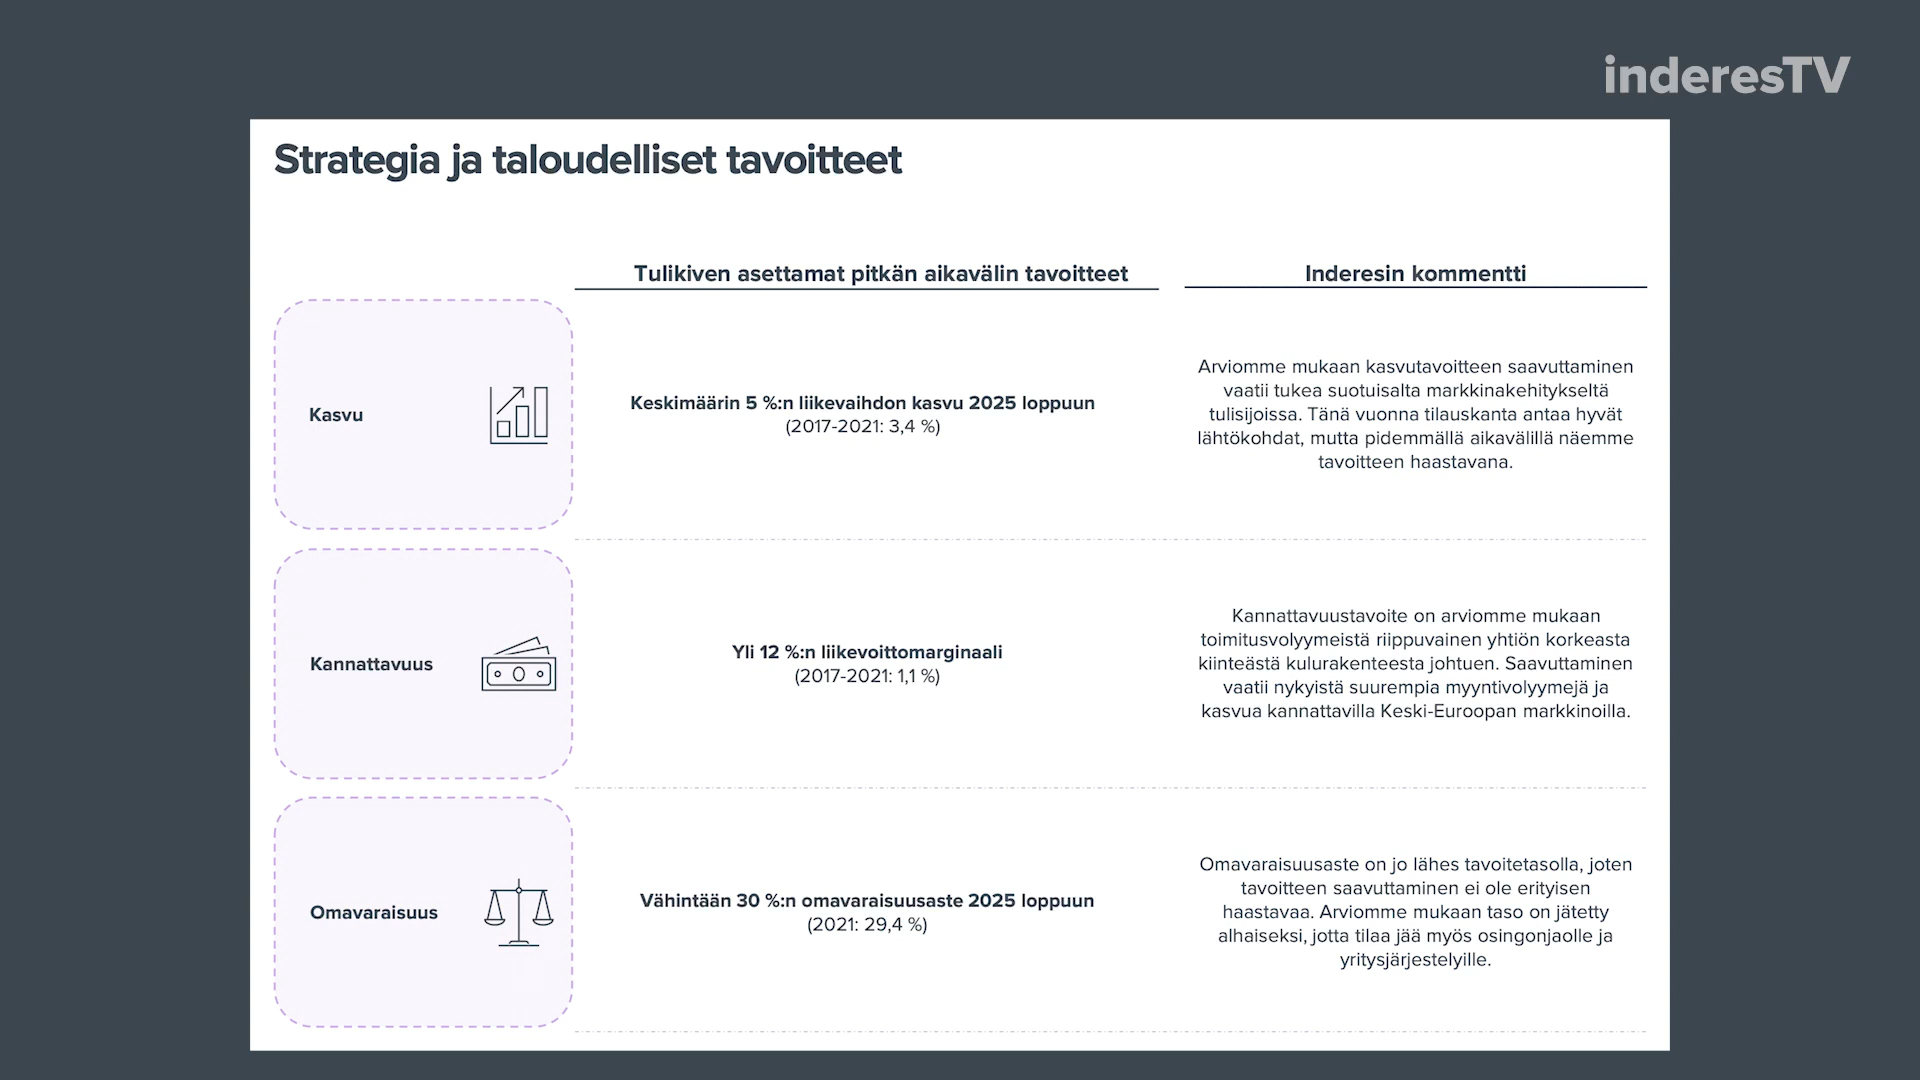 inderesTV
Strategia ja taloudelliset tavoitteet
Tulikiven asettamat pitkän aikavälin tavoitteet
Inderesin kommentti
Kasvu
Keskimäärin 5 %:n liikevaihdon kasvu 2025 loppuun
(2017-2021: 3,4 %)
Arviomme mukaan kasvutavoitteen saavuttaminen
vaatii tukea suotuisalta markkinakehitykseltä
tulisijoissa. Tänä vuonna tilauskanta antaa hyvät
lähtökohdat, mutta pidemmällä aikavälillä näemme
tavoitteen haastavana.
Kannattavuus
Yli 12 %:n liikevoittomarginaali
(2017-2021: 1,1 %)
Kannattavuustavoite on arviomme mukaan
toimitusvolyymeistä riippuvainen yhtiön korkeasta
kiinteästä kulurakenteesta johtuen. Saavuttaminen
vaatii nykyistä suurempia myyntivolyymejä ja
kasvua kannattavilla Keski-Euroopan markkinoilla.
Omavaraisuus
Vähintään 30 %:n omavaraisuusaste 2025 loppuun
(2021: 29,4 %)
Omavaraisuusaste on jo lähes tavoitetasolla, joten
tavoitteen saavuttaminen ei ole erityisen
haastavaa. Arviomme mukaan taso on jätetty
alhaiseksi, jotta tilaa jää myös osingonjaolle ja
yritysjärjestelyille.